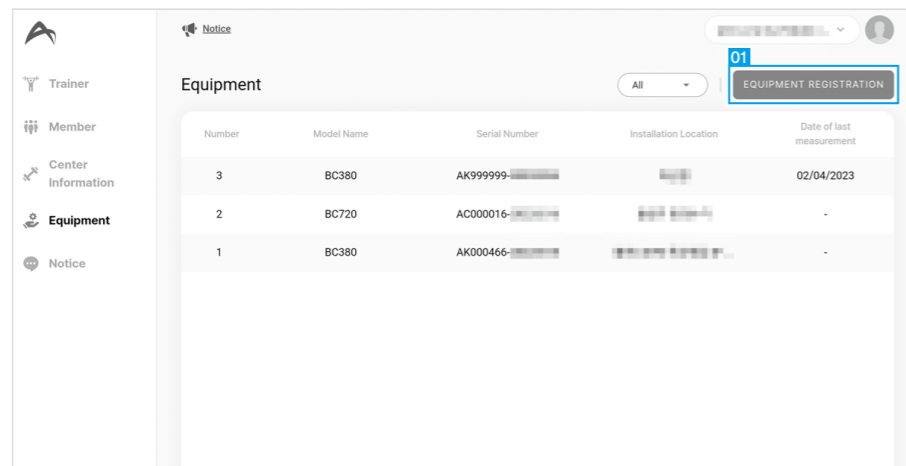 Notice
01
Trainer
Equipment
All
EQUIPMENT REGISTRATION
Member
Number Model Name Serial Number Installation Location Date of last measurement
Center Information
3 BC380 AK999999- 02/04/2023
Equipment
2 BC720 AC000016- -
1 BC380 AK000466- ... -
Notice